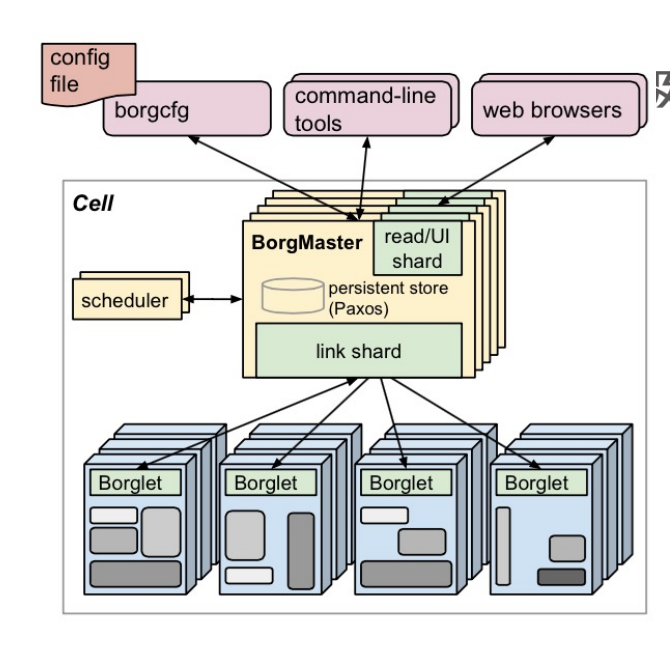 config
file
borgcfg
command-line
tools
web browsers
Cell
BorgMaster
read/UI
shard
scheduler
persistent store
(Paxos)
link shard
Borglet
Borglet
Borglet
Borglet